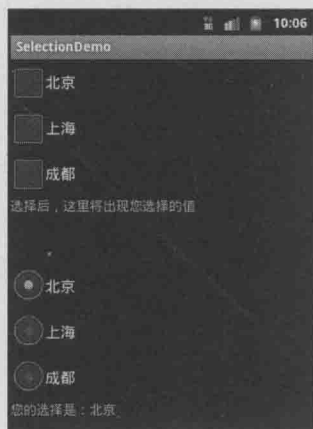 10:06
SelectionDemo
北京
上海
成都
选择后，这里将出现您选择的值
北京
上海
成都
您的选择是：北京